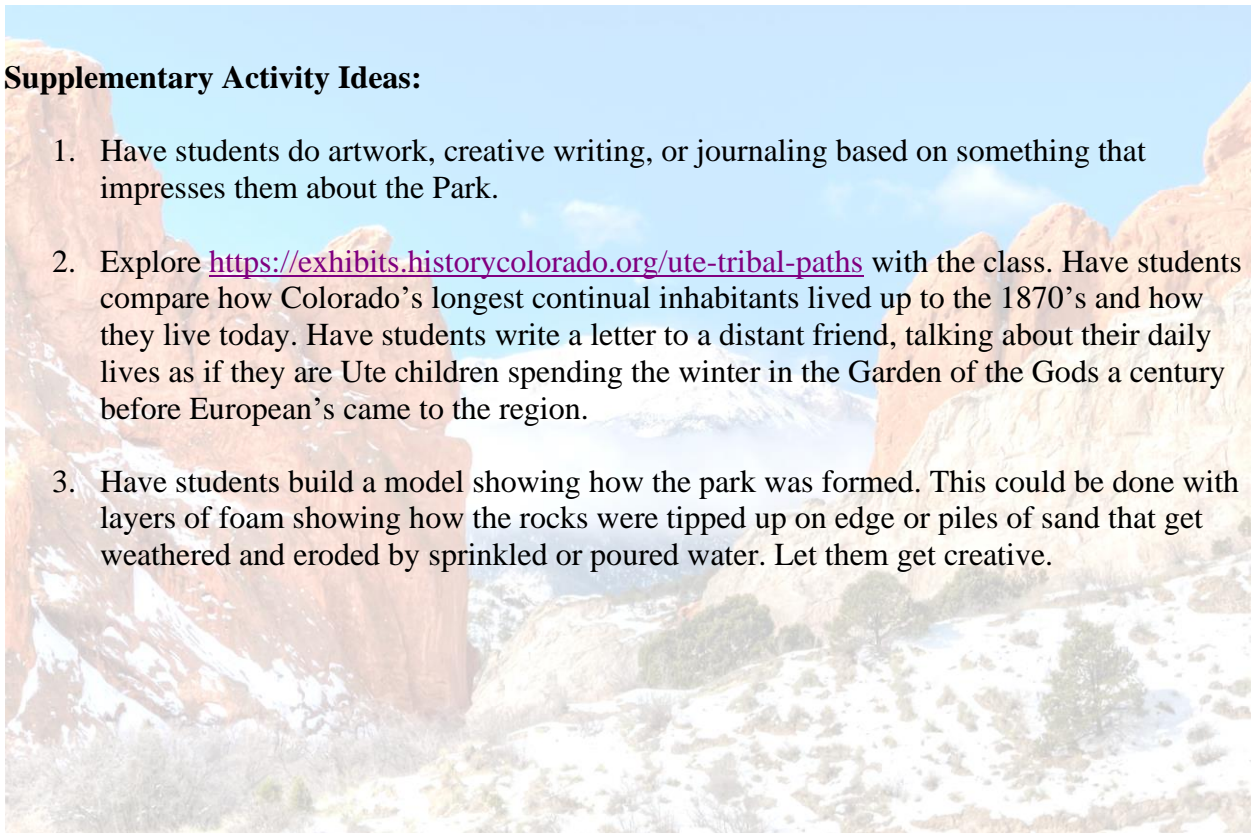 Supplementary Activity Ideas:
1. Have students do artwork, creative writing, or journaling based on something that
impresses them about the Park.
2. Explore https://exhibits.historycolorado.org/ute-tribal-paths with the class. Have students
compare how Colorado’s longest continual inhabitants lived up to the 1870’s and how
they live today. Have students write a letter to a distant friend, talking about their daily
lives as if they are Ute children spending the winter in the Garden of the Gods a century
before European’s came to the region.
3. Have students build a model showing how the park was formed. This could be done with
layers of foam showing how the rocks were tipped up on edge or piles of sand that get
weathered and eroded by sprinkled or poured water. Let them get creative.